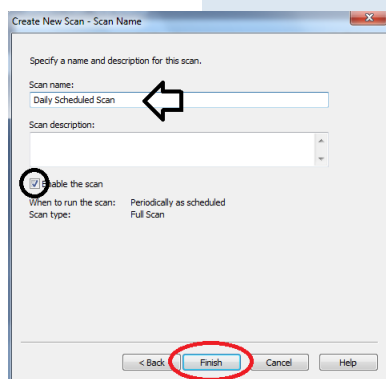 Create New Scan - Scan Name
Specify a name and description for this scan.
Scan name:
Daily Scheduled Scan
Scan description:
Enable the scan
When to run the scan: Periodically as scheduled
Scan type: Full Scan
< Back Finish Cancel Help